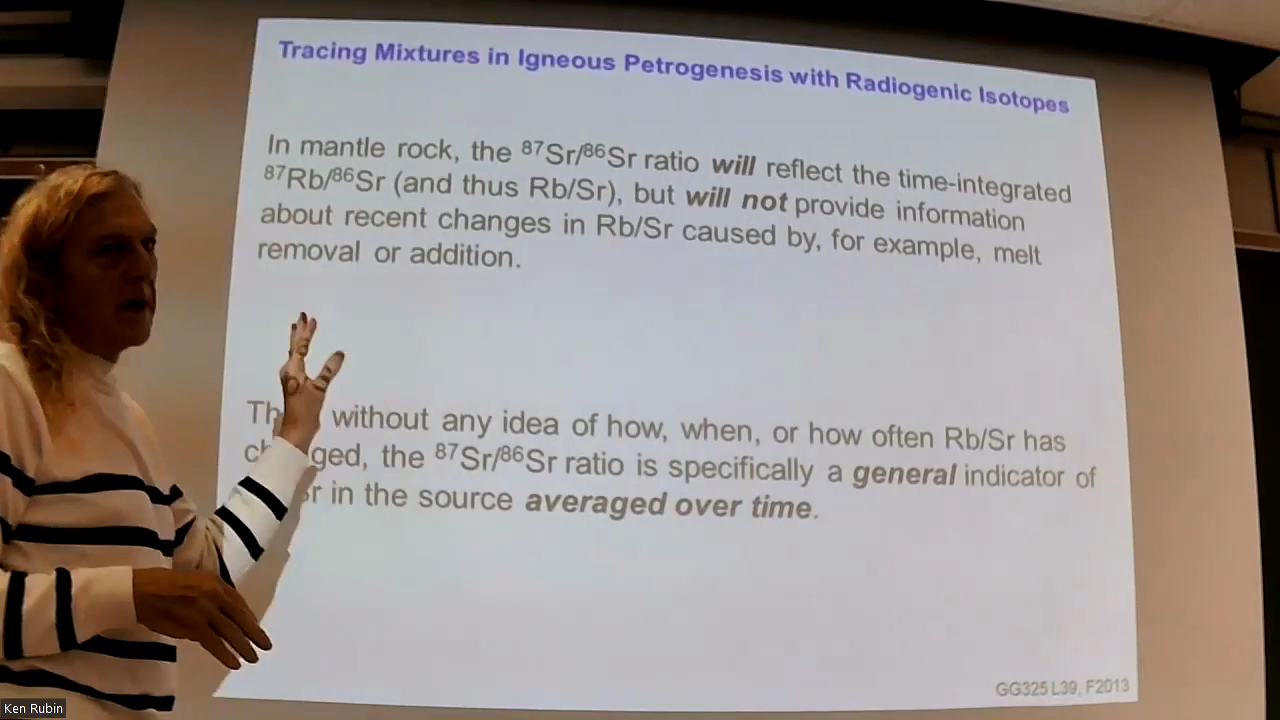 Tracing Mixtures in Igneous Petrogenesis with Radiogenic Isotopes
In mantle rock, the ⁸⁷Sr/⁸⁶Sr ratio will reflect the time-integrated
⁸⁷Rb/⁸⁶Sr (and thus Rb/Sr), but will not provide information
about recent changes in Rb/Sr caused by, for example, melt
removal or addition.
without any idea of how, when, or how often Rb/Sr has
the ⁸⁷Sr/⁸⁶Sr ratio is specifically a general indicator of
in the source averaged over time.
GG325 L39, F2013
Ken Rubin